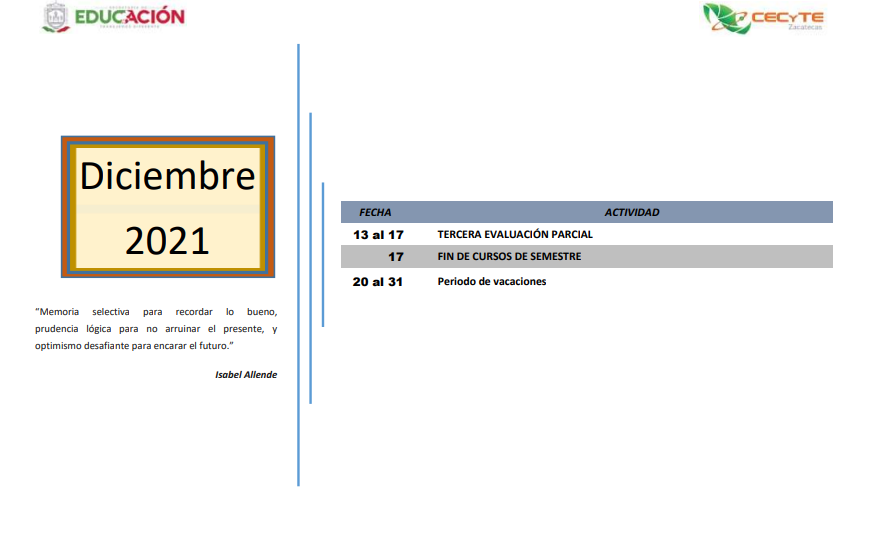 EDUCACIÓN
CECyTE
Zacatecas
Diciembre
2021
“Memoria selectiva para recordar lo bueno,
prudencia lógica para no arruinar el presente, y
optimismo desafiante para encarar el futuro.”
Isabel Allende
FECHA ACTIVIDAD
13 al 17 TERCERA EVALUACIÓN PARCIAL
17 FIN DE CURSOS DE SEMESTRE
20 al 31 Periodo de vacaciones